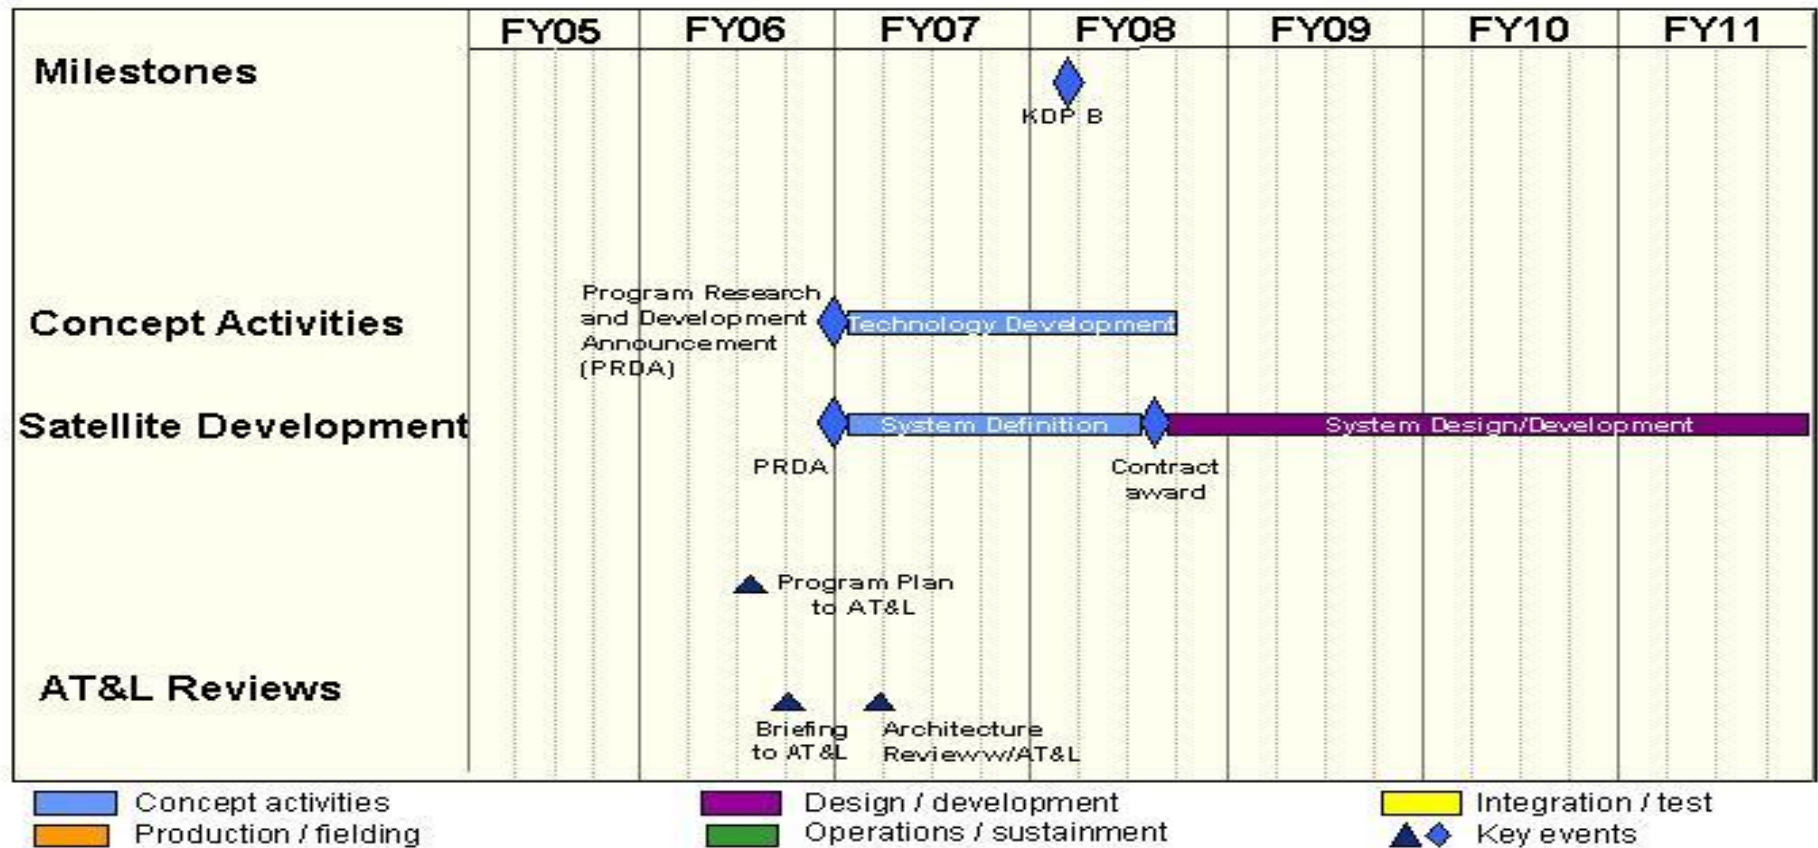 FY05 FY06 FY07 FY08 FY09 FY10 FY11
Milestones
KDP B
Concept Activities
Program Research
and Development
Announcement
(PRDA)
Technology Development
Satellite Development
System Definition
System Design/Development
PRDA
Contract
award
Program Plan
to AT&L
AT&L Reviews
Briefing
to AT&L
Architecture
Revieww/AT&L
Concept activities
Design / development
Integration / test
Production / fielding
Operations / sustainment
Key events